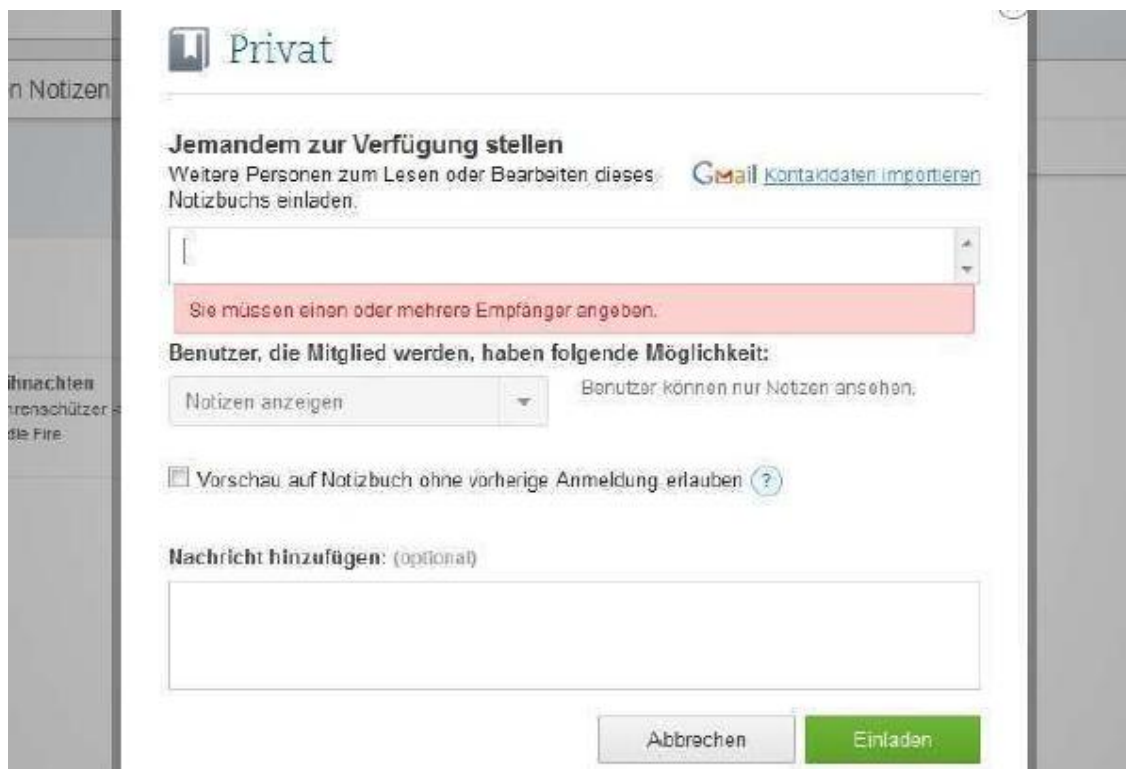 Privat
n Notizen
Jemandem zur Verfügung stellen
Weitere Personen zum Lesen oder Bearbeiten dieses
Notizbuchs einladen.
GMail Kontaktdaten importieren
Sie müssen einen oder mehrere Empfänger angeben.
Benutzer, die Mitglied werden, haben folgende Möglichkeit:
Notizen anzeigen
Benutzer können nur Notizen ansehen.
ihnachten
hrenschützer
die Fire
Vorschau auf Notizbuch ohne vorherige Anmeldung erlauben ?
Nachricht hinzufügen: (optional)
Abbrechen
Einladen